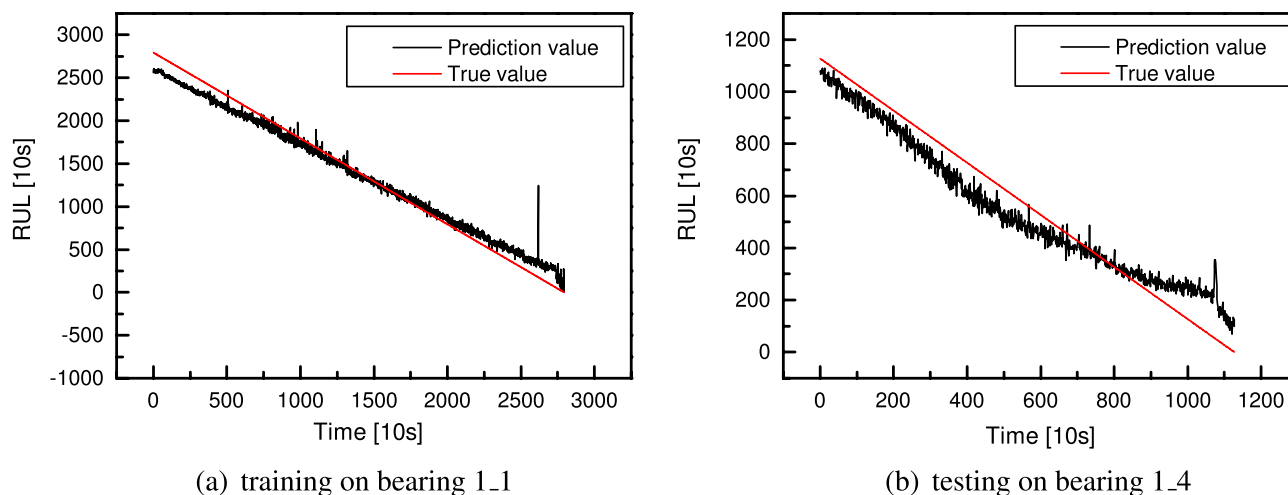 3000
2500
2000
1500
1000
500
0
-500
-1000
RUL [10s]
Prediction value
True value
0 500 1000 1500 2000 2500 3000
Time [10s]
(a) training on bearing 1_1
1200
1000
800
600
400
200
0
RUL [10s]
Prediction value
True value
0 200 400 600 800 1000 1200
Time [10s]
(b) testing on bearing 1_4